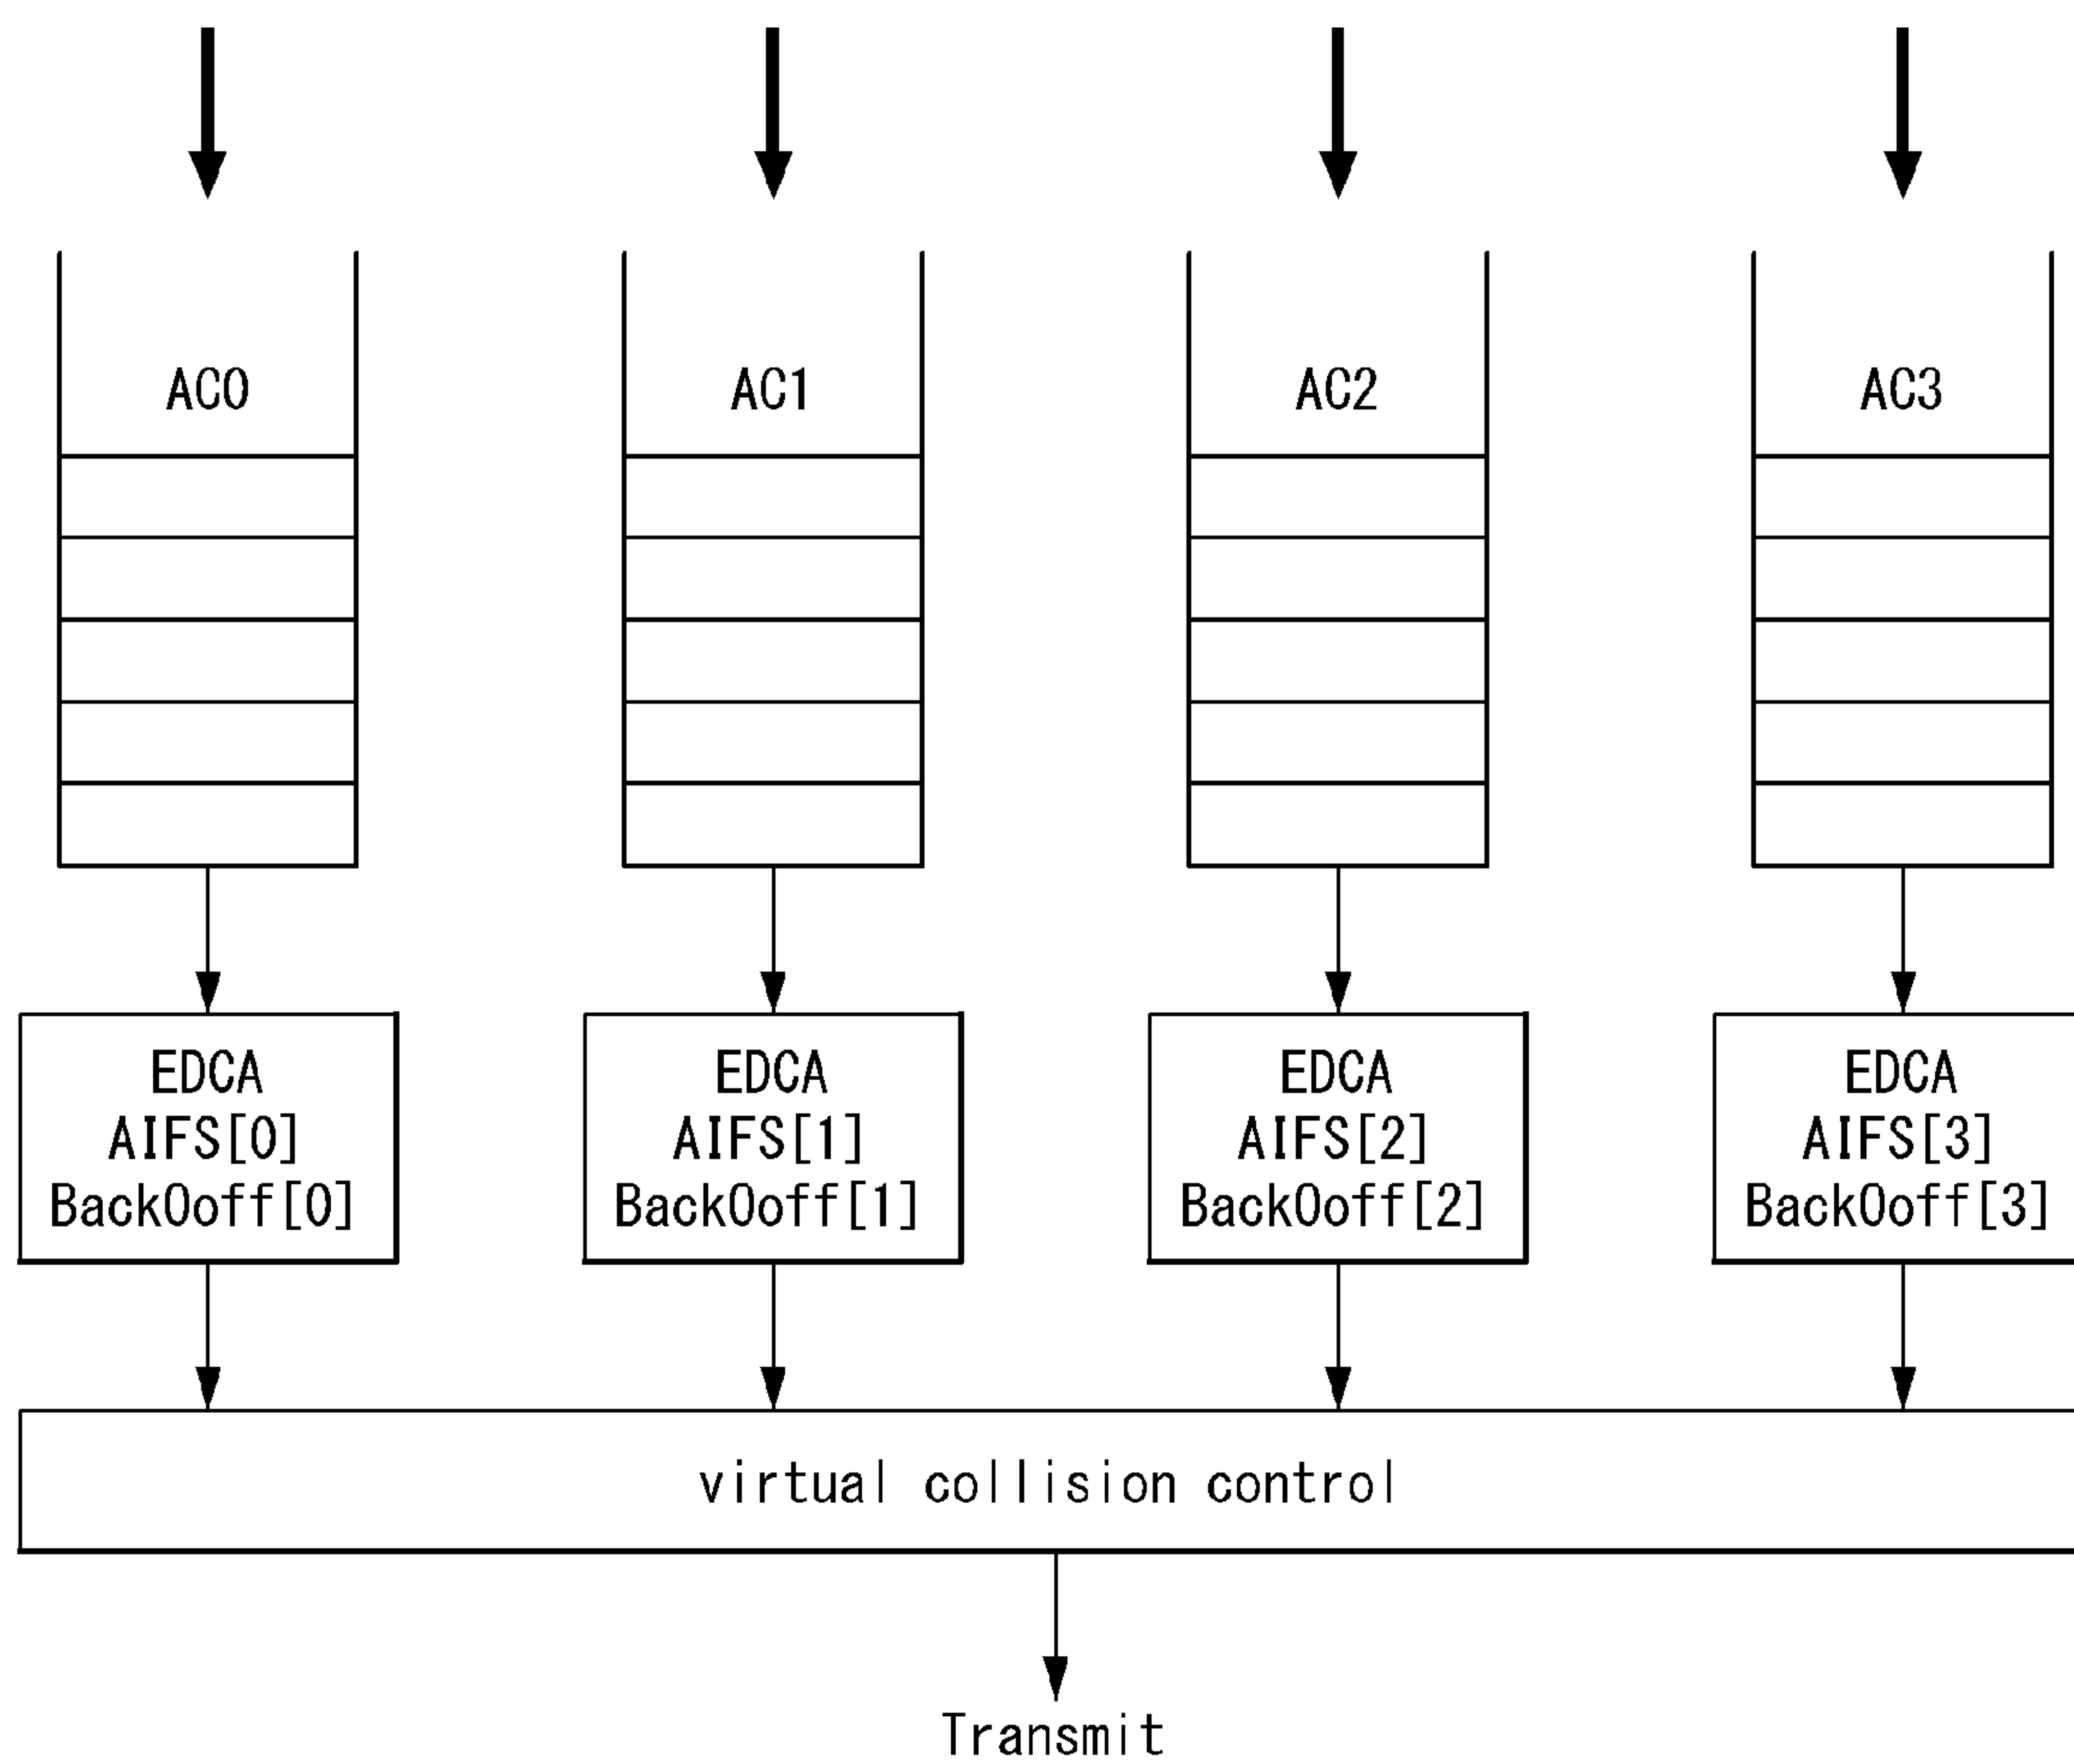 AC0
AC1
AC2
AC3
EDCA
AIFS[0]
BackOoff[0]
EDCA
AIFS[1]
BackOoff[1]
EDCA
AIFS[2]
BackOoff[2]
EDCA
AIFS[3]
BackOoff[3]
virtual collision control
Transmit